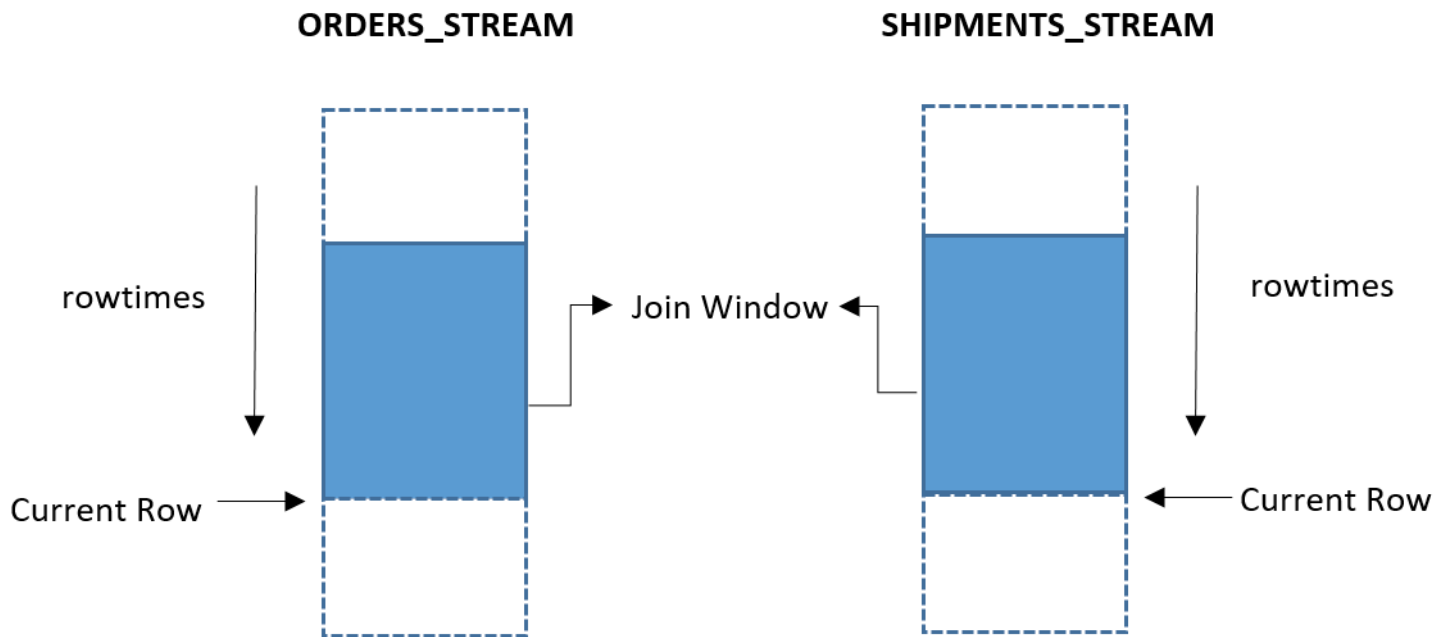 ORDERS_STREAM
SHIPMENTS_STREAM
rowtimes
Join Window
rowtimes
Current Row
Current Row